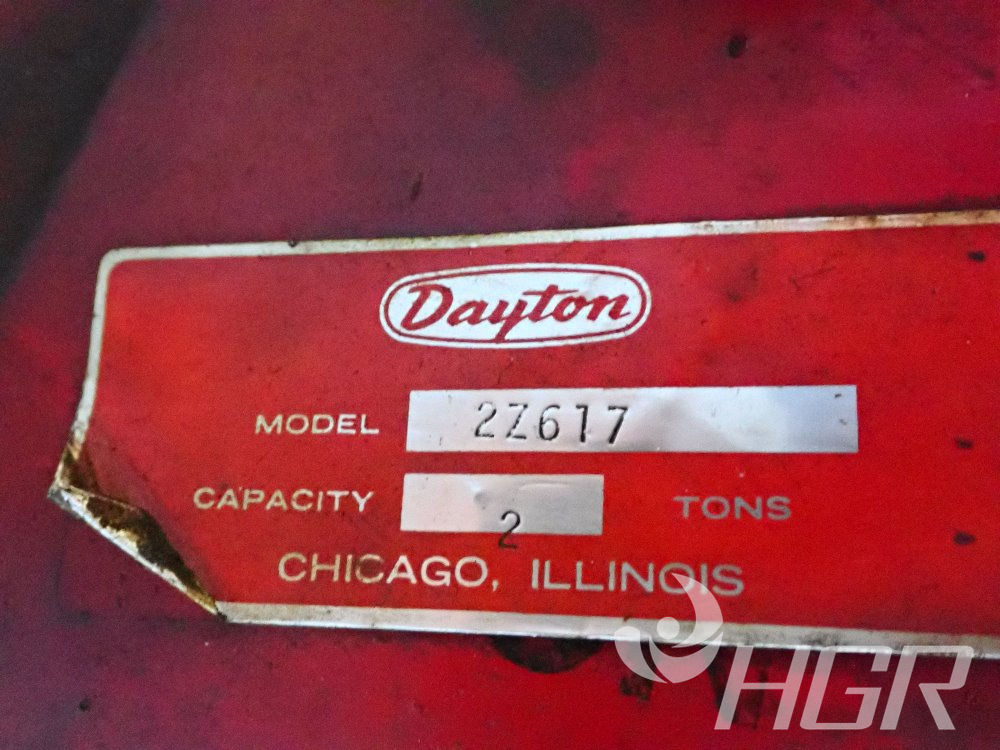 Dayton
MODEL 2Z617
CAPACITY 2 TONS
CHICAGO, ILLINOIS
HGR